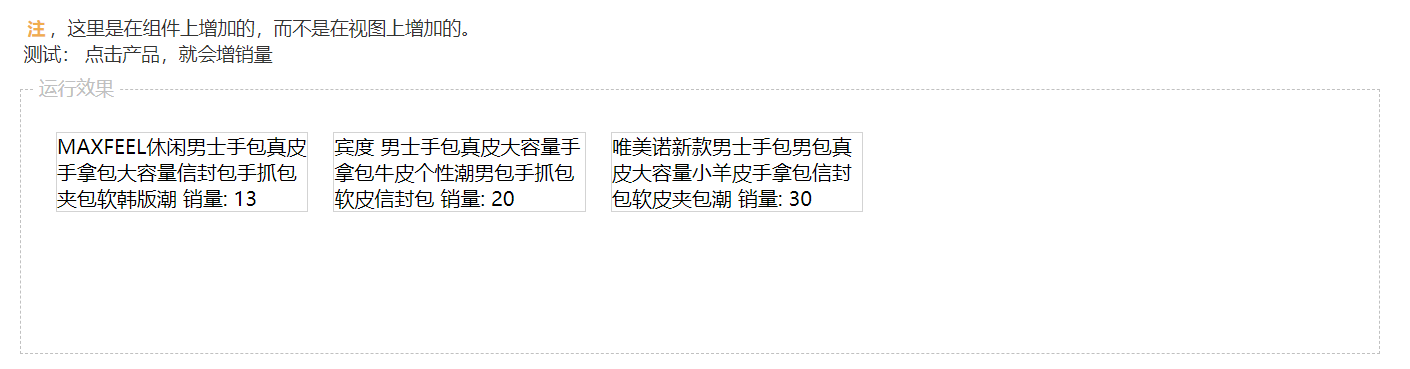 注，这里是在组件上增加的，而不是在视图上增加的。
测试： 点击产品，就会增销量
运行效果
MAXFEEL休闲男士手包真皮
手拿包大容量信封包手抓包
夹包软韩版潮 销量: 13
宾度 男士手包真皮大容量手
拿包牛皮个性潮男包手抓包
软皮信封包 销量: 20
唯美诺新款男士手包男包真
皮大容量小羊皮手拿包信封
包软皮夹包潮 销量: 30